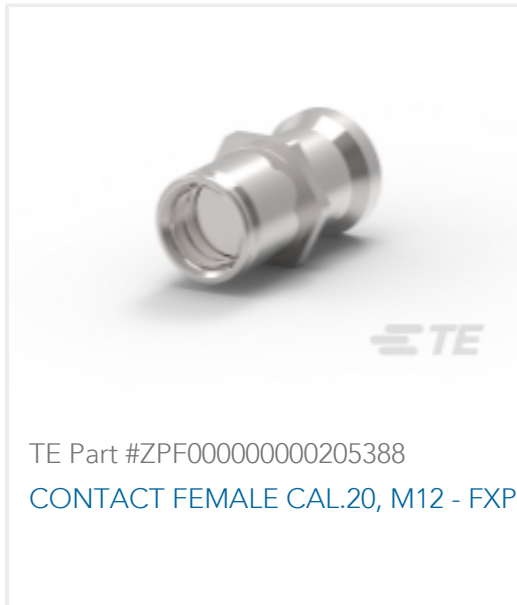 TE
TE Part #ZPF000000000205388
CONTACT FEMALE CAL.20, M12 - FXP